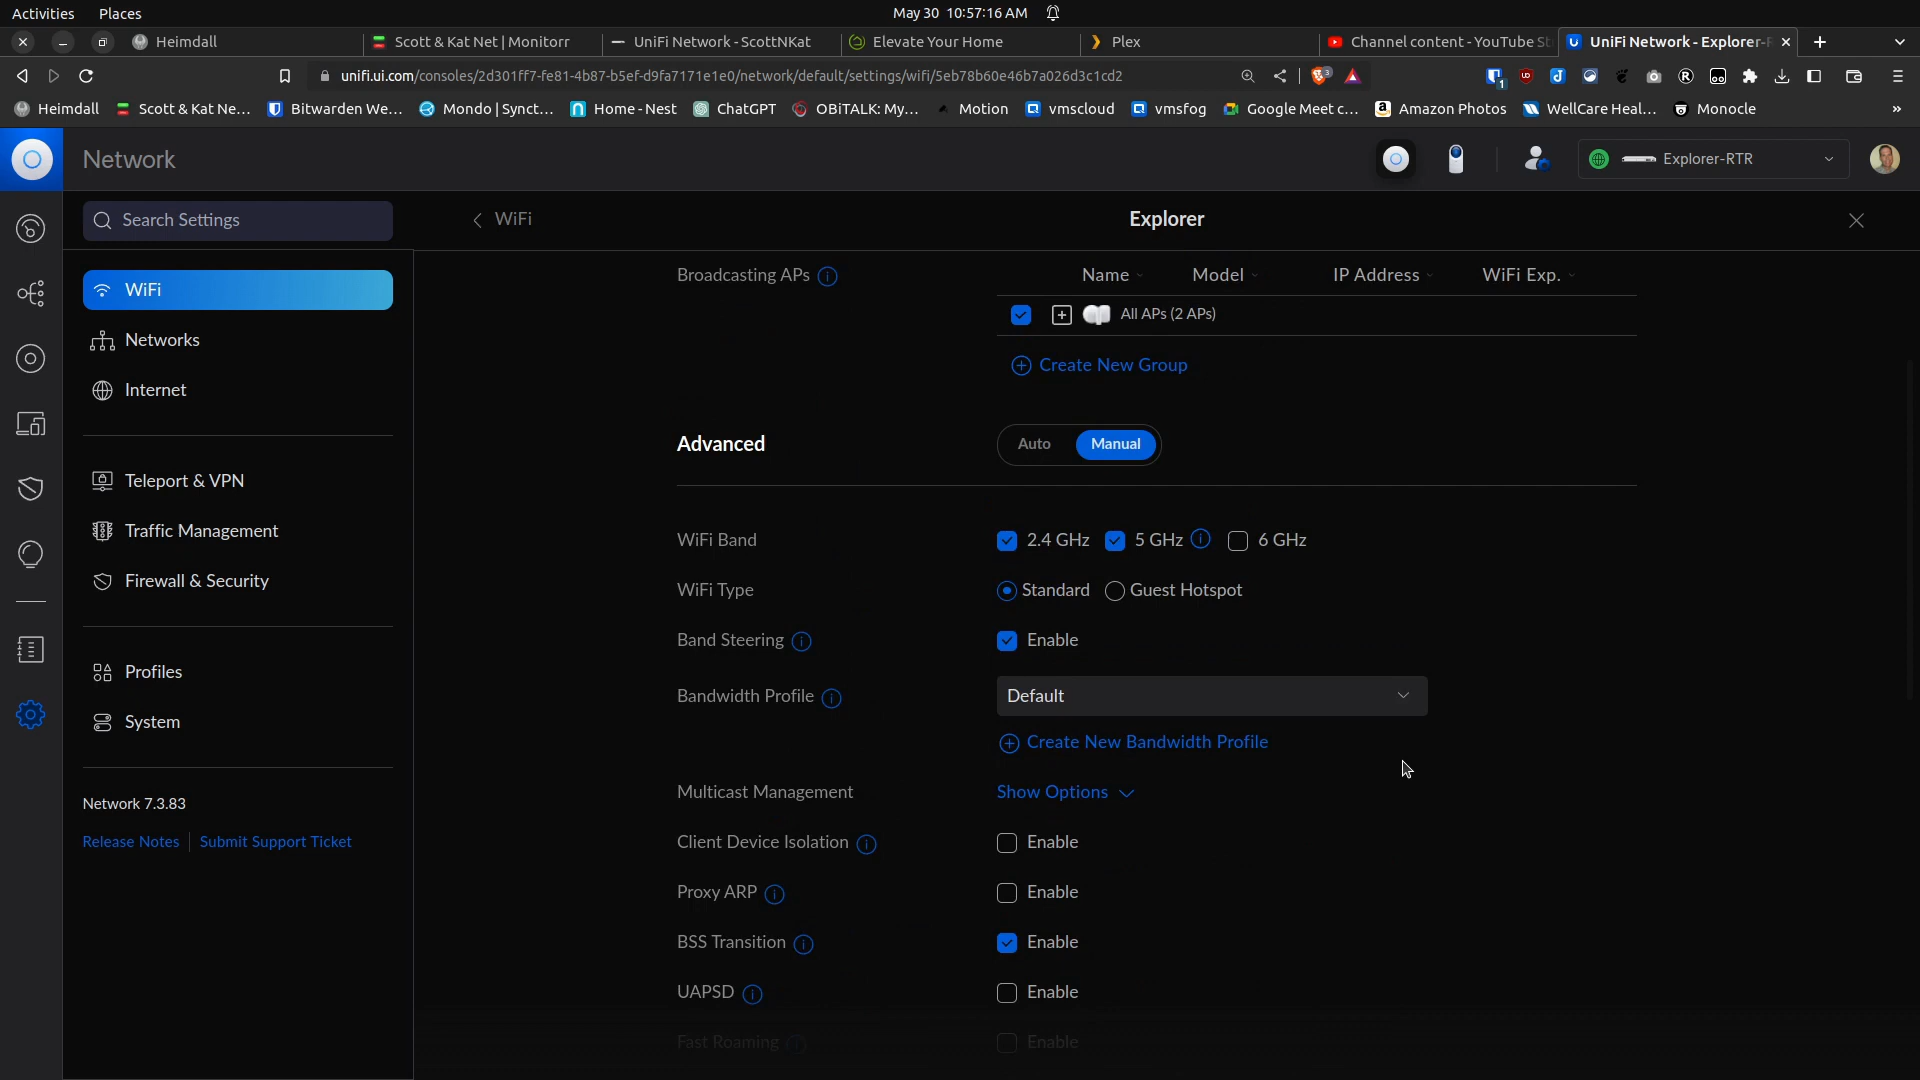 Activities Places May 30 10:57:16 AM
Heimdall Scott & Kat Net | Monitorr UniFi Network - ScottNKat Elevate Your Home Plex Channel content - YouTube St UniFi Network - Explorer-R
unifi.ui.com/consoles/2d301ff7-fe81-4b87-b5ef-d9fa7171e1e0/network/default/settings/wifi/5eb78b60e46b7a026d3c1cd2 3 1
Heimdall Scott & Kat Ne... Bitwarden We... Mondo | Synct... Home - Nest ChatGPT OBiTALK: My... Motion vmscloud vmsfog Google Meet c... Amazon Photos WellCare Heal... Monocle »
Network Explorer-RTR
Search Settings WiFi Explorer
Broadcasting APs Name Model IP Address WiFi Exp.
WiFi
All APs (2 APs)
Networks
Create New Group
Internet
Advanced Auto Manual
Teleport & VPN
Traffic Management
WiFi Band 2.4 GHz 5 GHz 6 GHz
Firewall & Security
WiFi Type Standard Guest Hotspot
Band Steering Enable
Profiles
Bandwidth Profile Default
System
Create New Bandwidth Profile
Multicast Management Show Options
Network 7.3.83
Release Notes Submit Support Ticket
Client Device Isolation Enable
Proxy ARP Enable
BSS Transition Enable
UAPSD Enable
Fast Roaming Enable